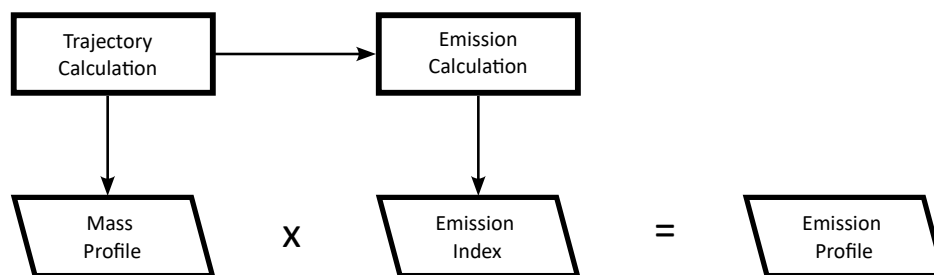 Trajectory
Calculation
Emission
Calculation
Mass
Profile
x
Emission
Index
=
Emission
Profile